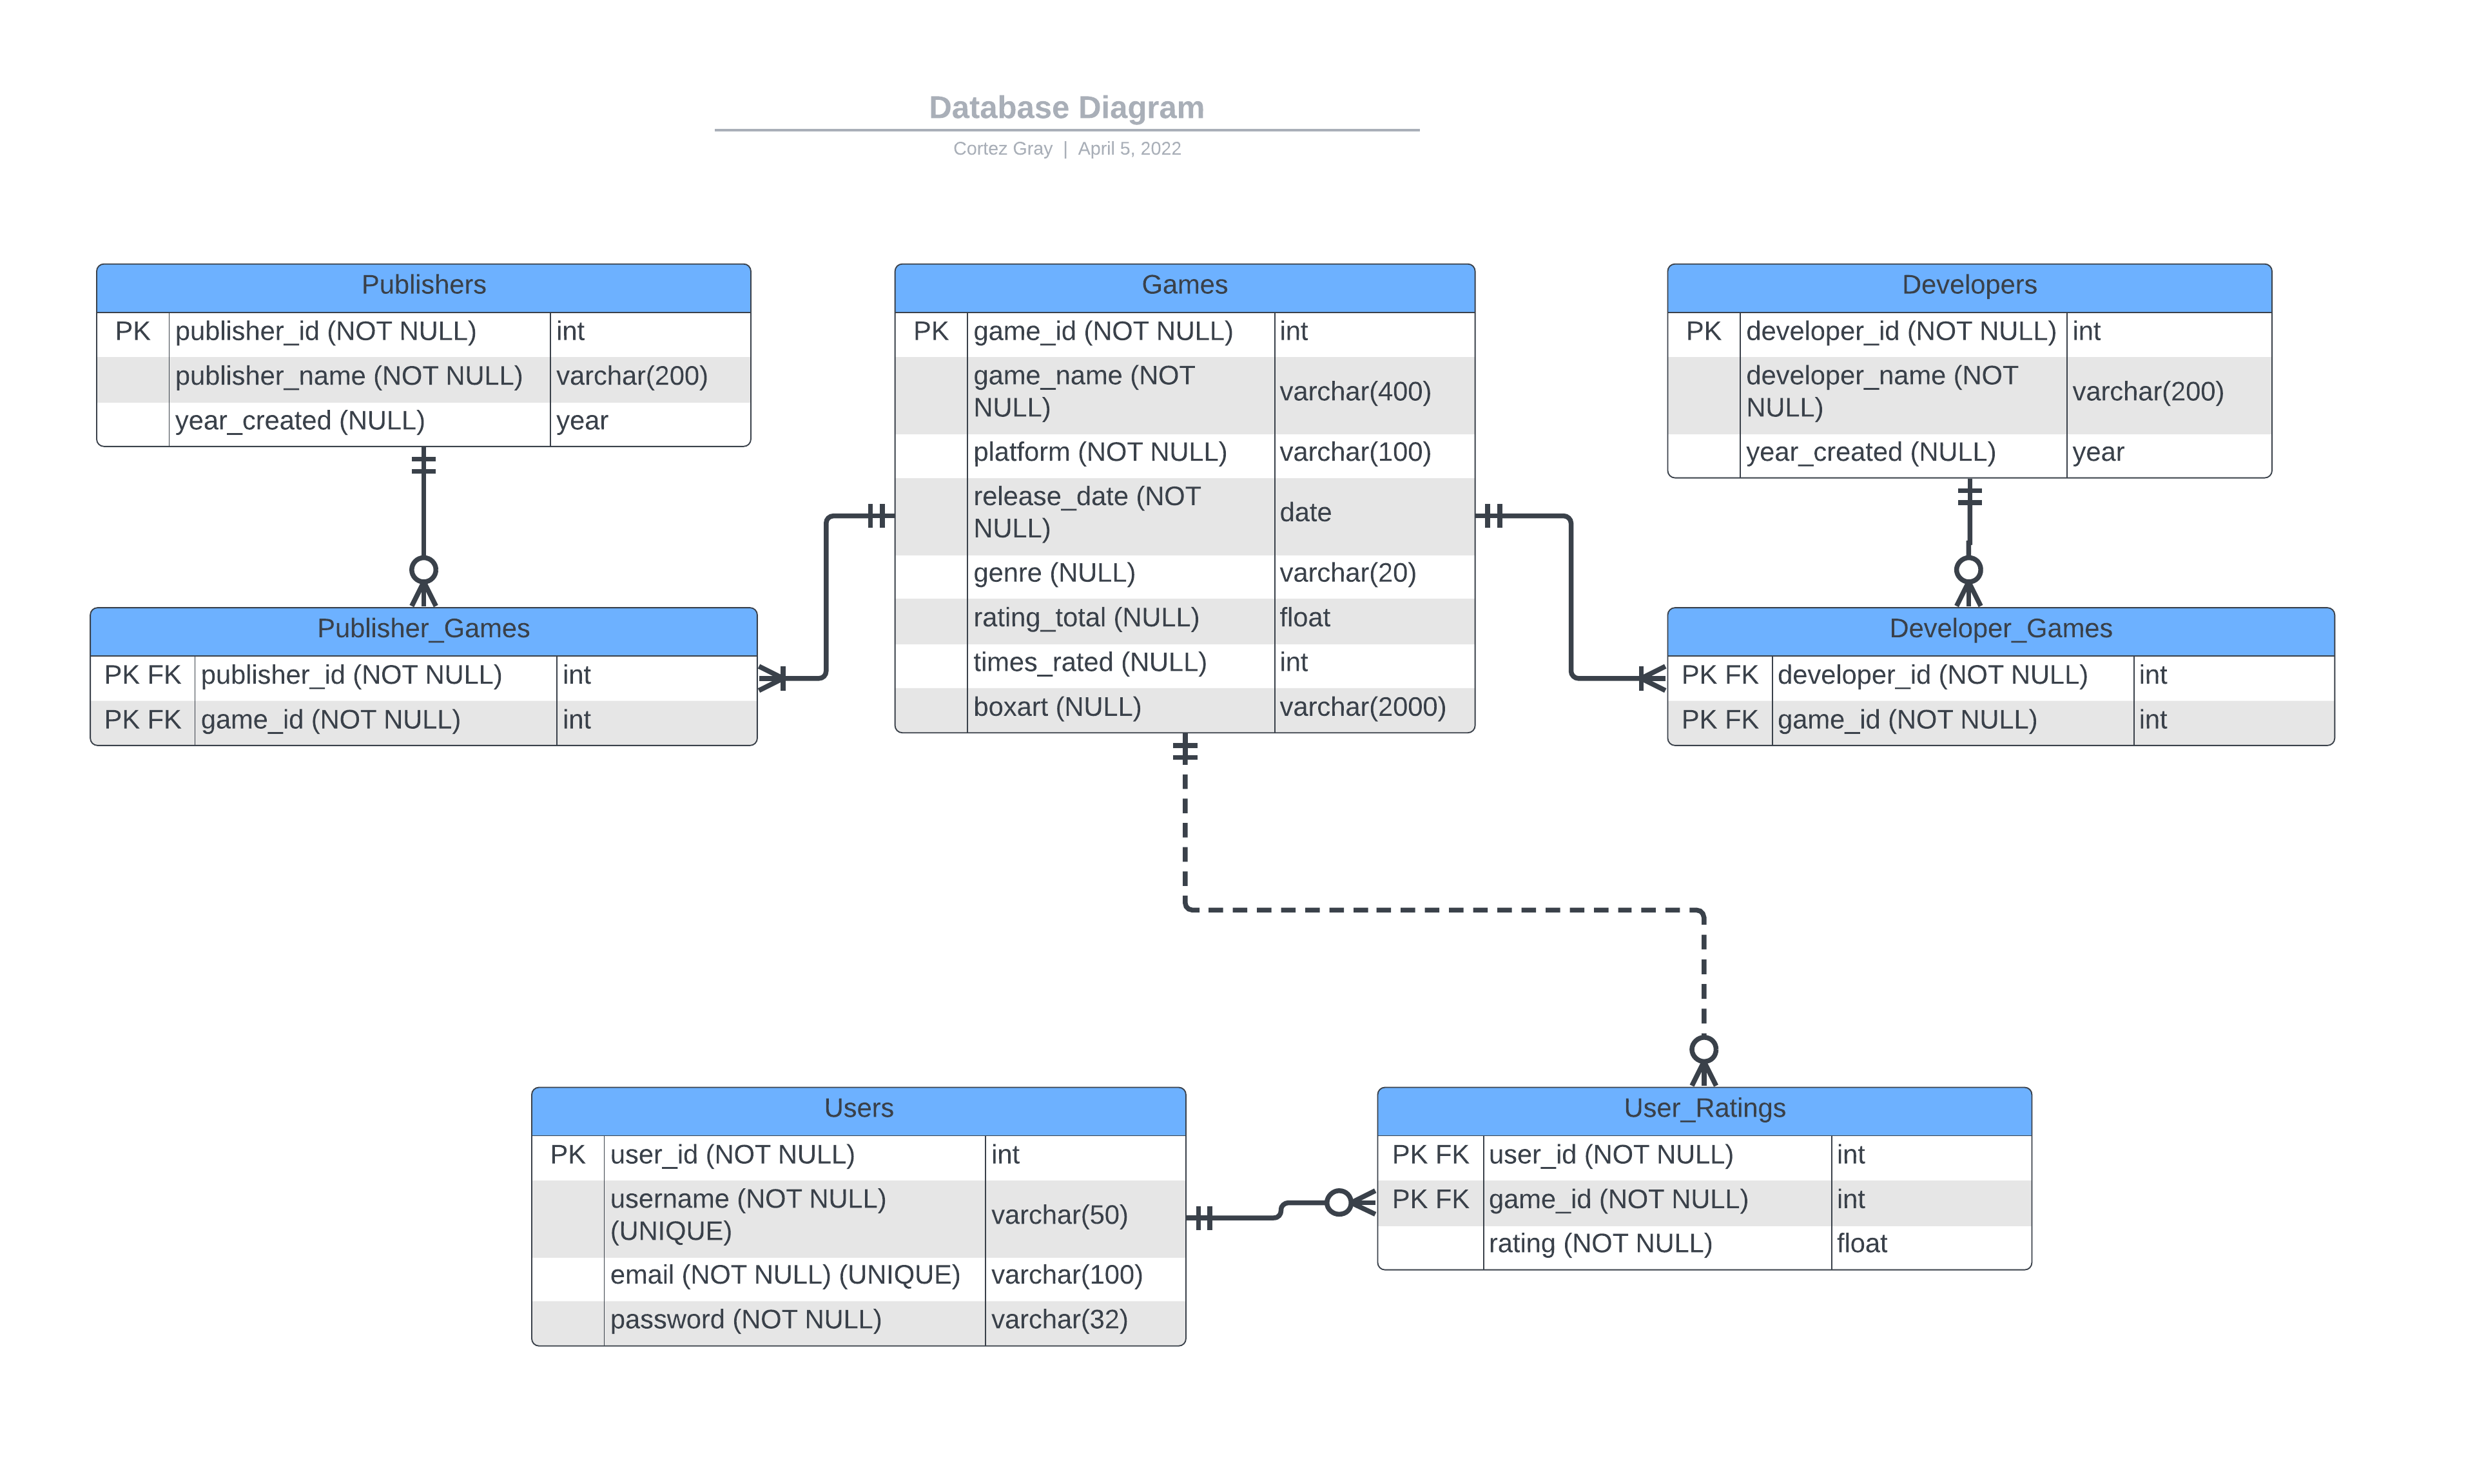 Database Diagram
Cortez Gray | April 5, 2022
Publishers
PK publisher_id (NOT NULL) int
publisher_name (NOT NULL) varchar(200)
year_created (NULL) year
Games
PK game_id (NOT NULL) int
game_name (NOT
NULL) varchar(400)
platform (NOT NULL) varchar(100)
release_date (NOT
NULL) date
genre (NULL) varchar(20)
rating_total (NULL) float
times_rated (NULL) int
boxart (NULL) varchar(2000)
Developers
PK developer_id (NOT NULL) int
developer_name (NOT
NULL) varchar(200)
year_created (NULL) year
Publisher_Games
PK FK publisher_id (NOT NULL) int
PK FK game_id (NOT NULL) int
Developer_Games
PK FK developer_id (NOT NULL) int
PK FK game_id (NOT NULL) int
Users
PK user_id (NOT NULL) int
username (NOT NULL)
(UNIQUE) varchar(50)
email (NOT NULL) (UNIQUE) varchar(100)
password (NOT NULL) varchar(32)
User_Ratings
PK FK user_id (NOT NULL) int
PK FK game_id (NOT NULL) int
rating (NOT NULL) float